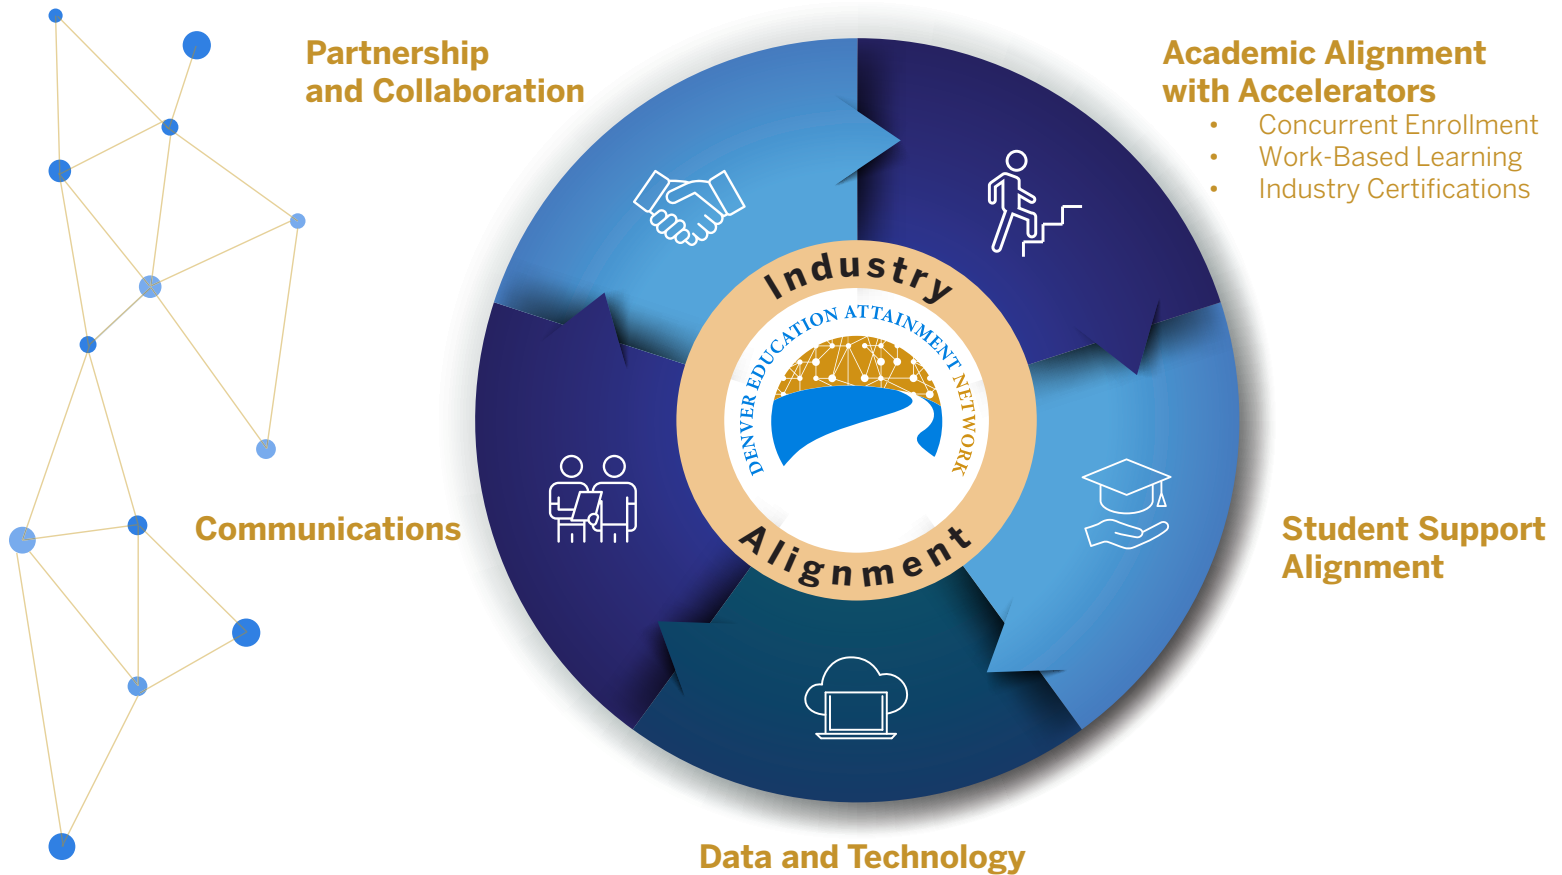 Partnership
and Collaboration
Academic Alignment
with Accelerators
• Concurrent Enrollment
• Work-Based Learning
• Industry Certifications
Industry
DENVER EDUCATION ATTAINMENT NETWORK
Alignment
Communications
Student Support
Alignment
Data and Technology